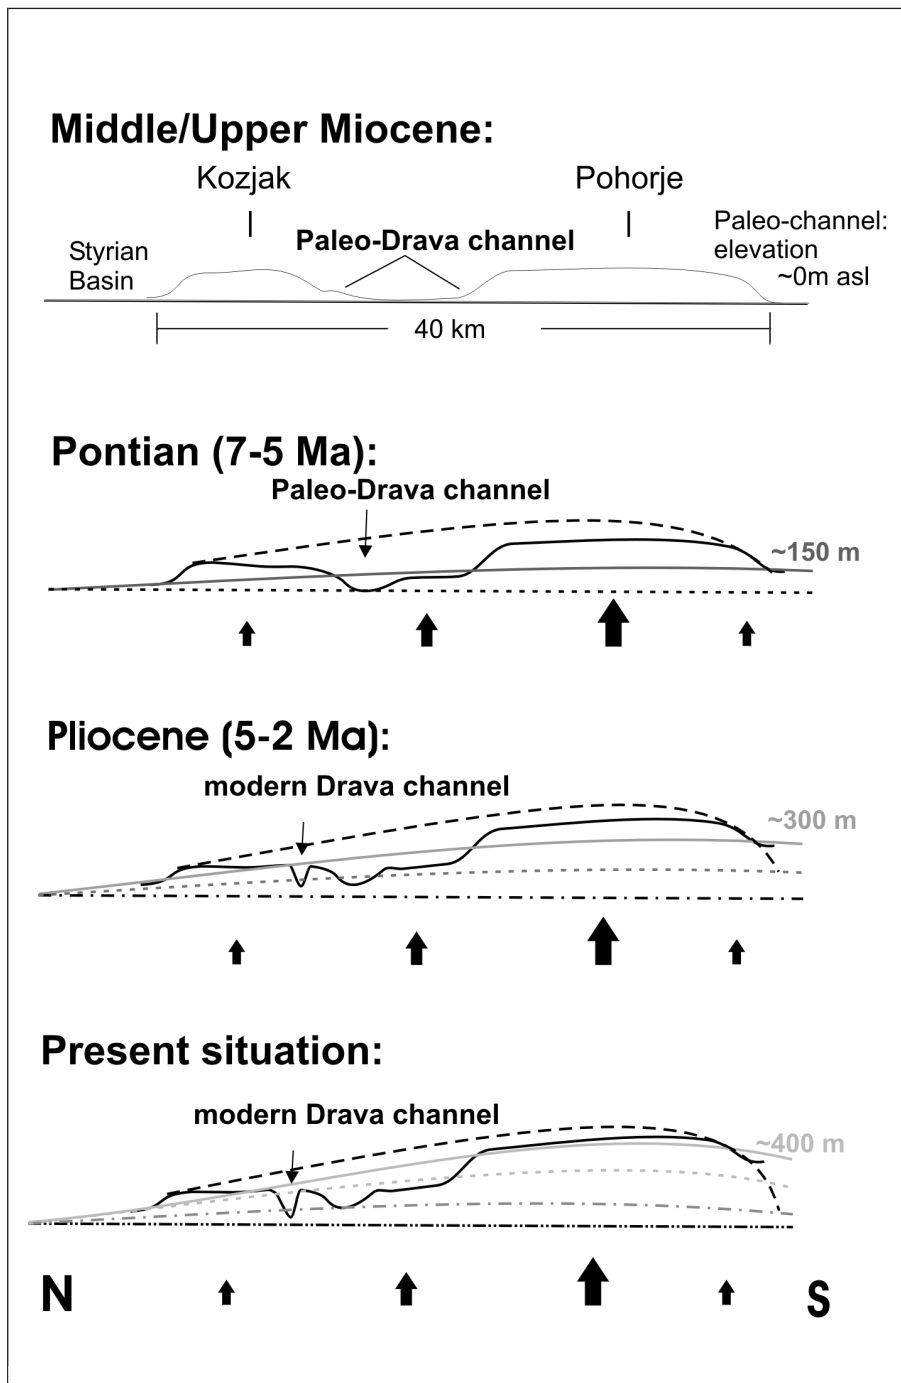 Middle/Upper Miocene:
Kozjak
Pohorje
Styrian
Basin
Paleo-Drava channel
Paleo-channel:
elevation
~0m asl
40 km
Pontian (7-5 Ma):
Paleo-Drava channel
~150 m
Pliocene (5-2 Ma):
modern Drava channel
~300 m
Present situation:
modern Drava channel
~400 m
N
S